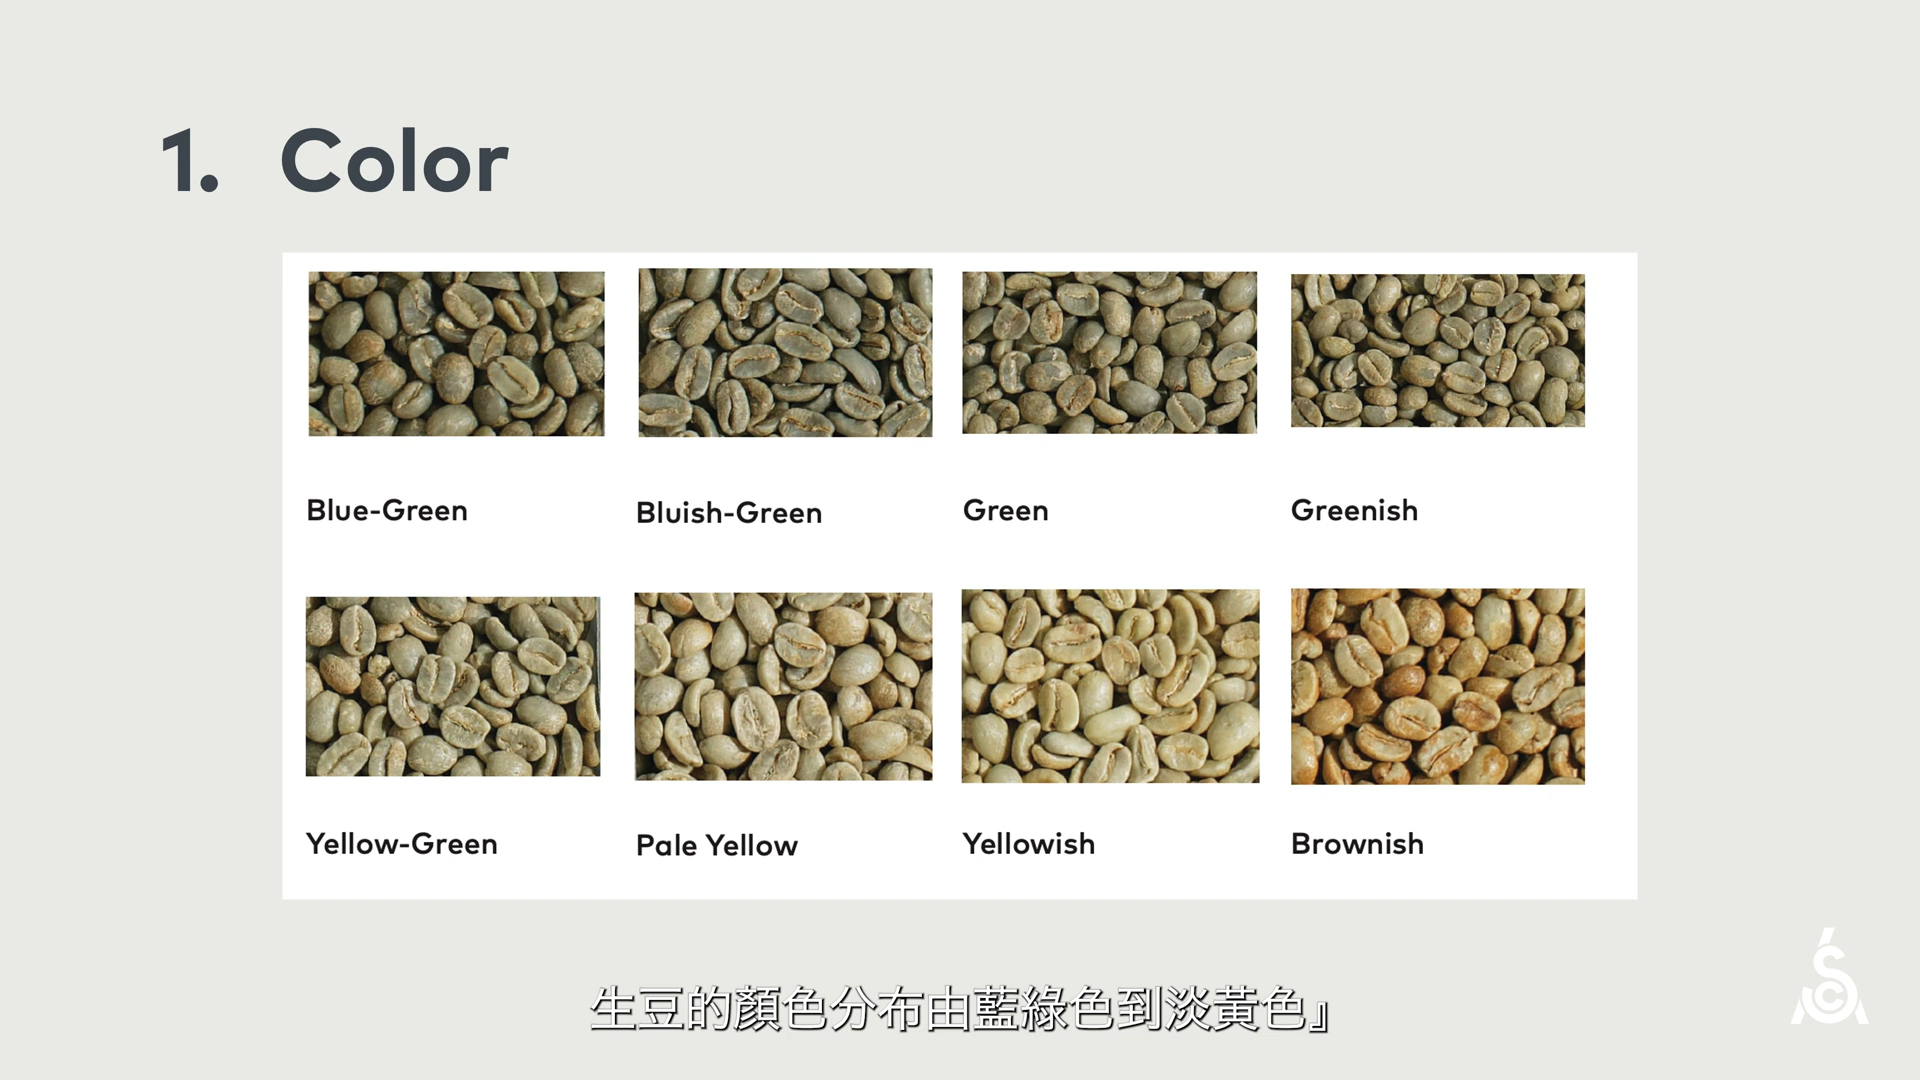 1. Color
Blue-Green
Bluish-Green
Green
Greenish
Yellow-Green
Pale Yellow
Yellowish
Brownish
生豆的顏色分布由藍綠色到淡黃色』
SCA